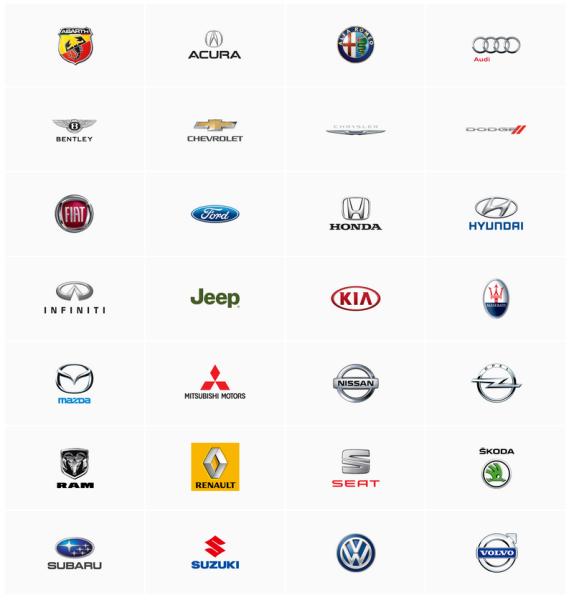 ABARTH
ACURA
ALFA ROMEO
Audi
B
BENTLEY
CHEVROLET
CHRYSLER
DODGE
FIAT
Ford
HONDA
HYUNDAI
INFINITI
Jeep
KIA
MASERATI
mazda
MITSUBISHI MOTORS
NISSAN
OPEL
RAM
RENAULT
SEAT
ŠKODA
SUBARU
SUZUKI
VOLVO